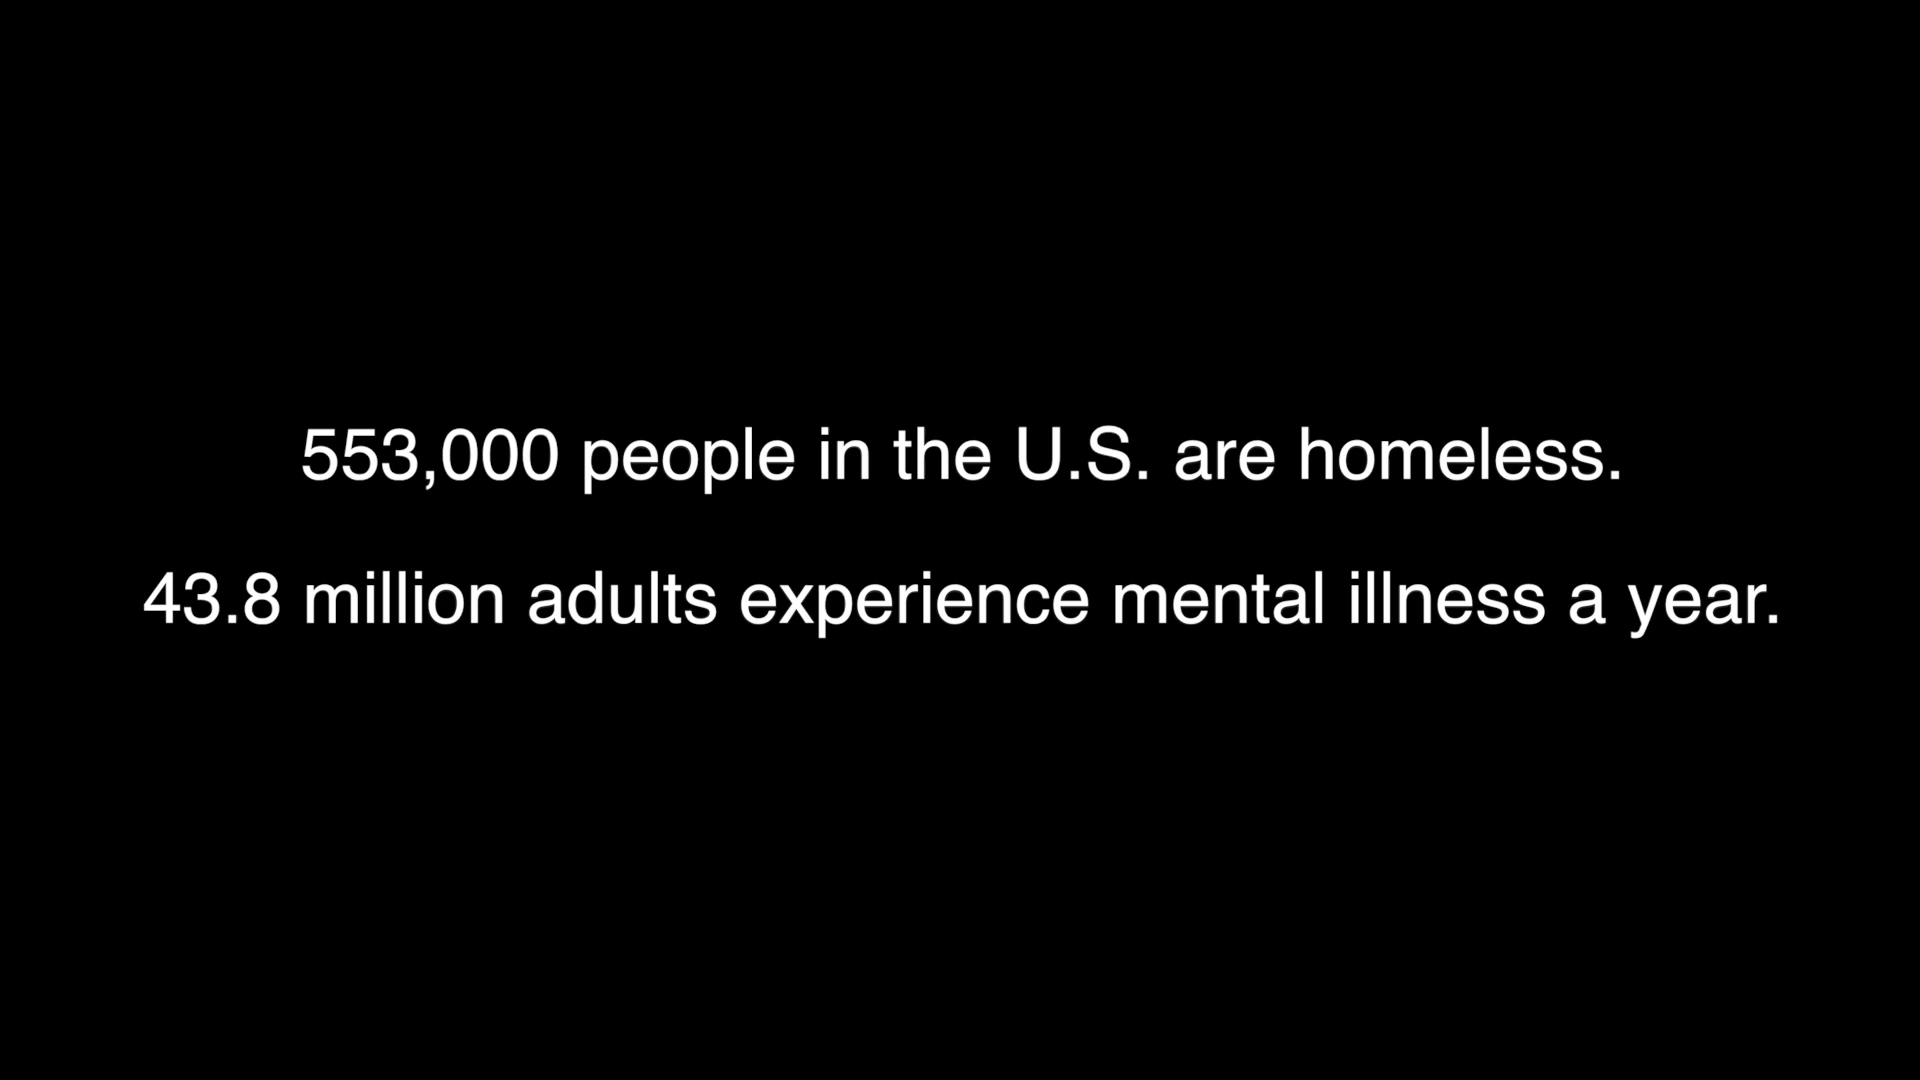 553,000 people in the U.S. are homeless.
43.8 million adults experience mental illness a year.